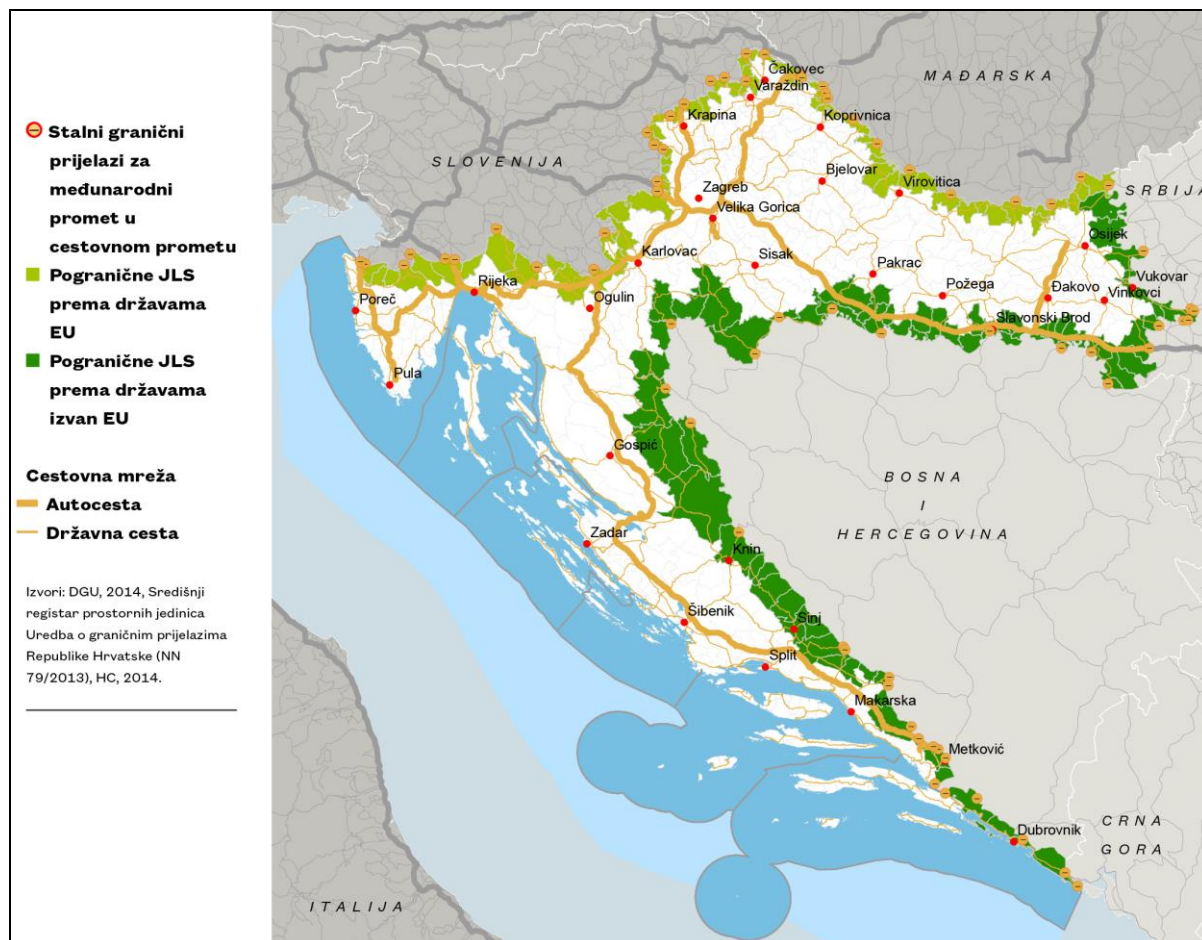 Stalni granični
prijelazi za
međunarodni
promet u
cestovnom prometu
Pogranične JLS
prema državama
EU
Pogranične JLS
prema državama
izvan EU
Cestovna mreža
Autocesta
Državna cesta
Izvori: DGU, 2014, Središnji
registar prostornih jedinica
Uredba o graničnim prijelazima
Republike Hrvatske (NN
79/2013), HC, 2014.
MAĐARSKA
SLOVENIJA
SRBIJA
BOSNA
I
HERCEGOVINA
CRNA
GORA
ITALIJA
Čakovec
Varaždin
Krapina
Koprivnica
Bjelovar
Virovitica
Zagreb
Velika Gorica
Osijek
Karlovac
Sisak
Pakrac
Vukovar
Rijeka
Poreč
Ogulin
Požega
Đakovo
Vinkovci
Slavonski Brod
Pula
Gospić
Zadar
Knin
Šibenik
Sinj
Split
Makarska
Metković
Dubrovnik